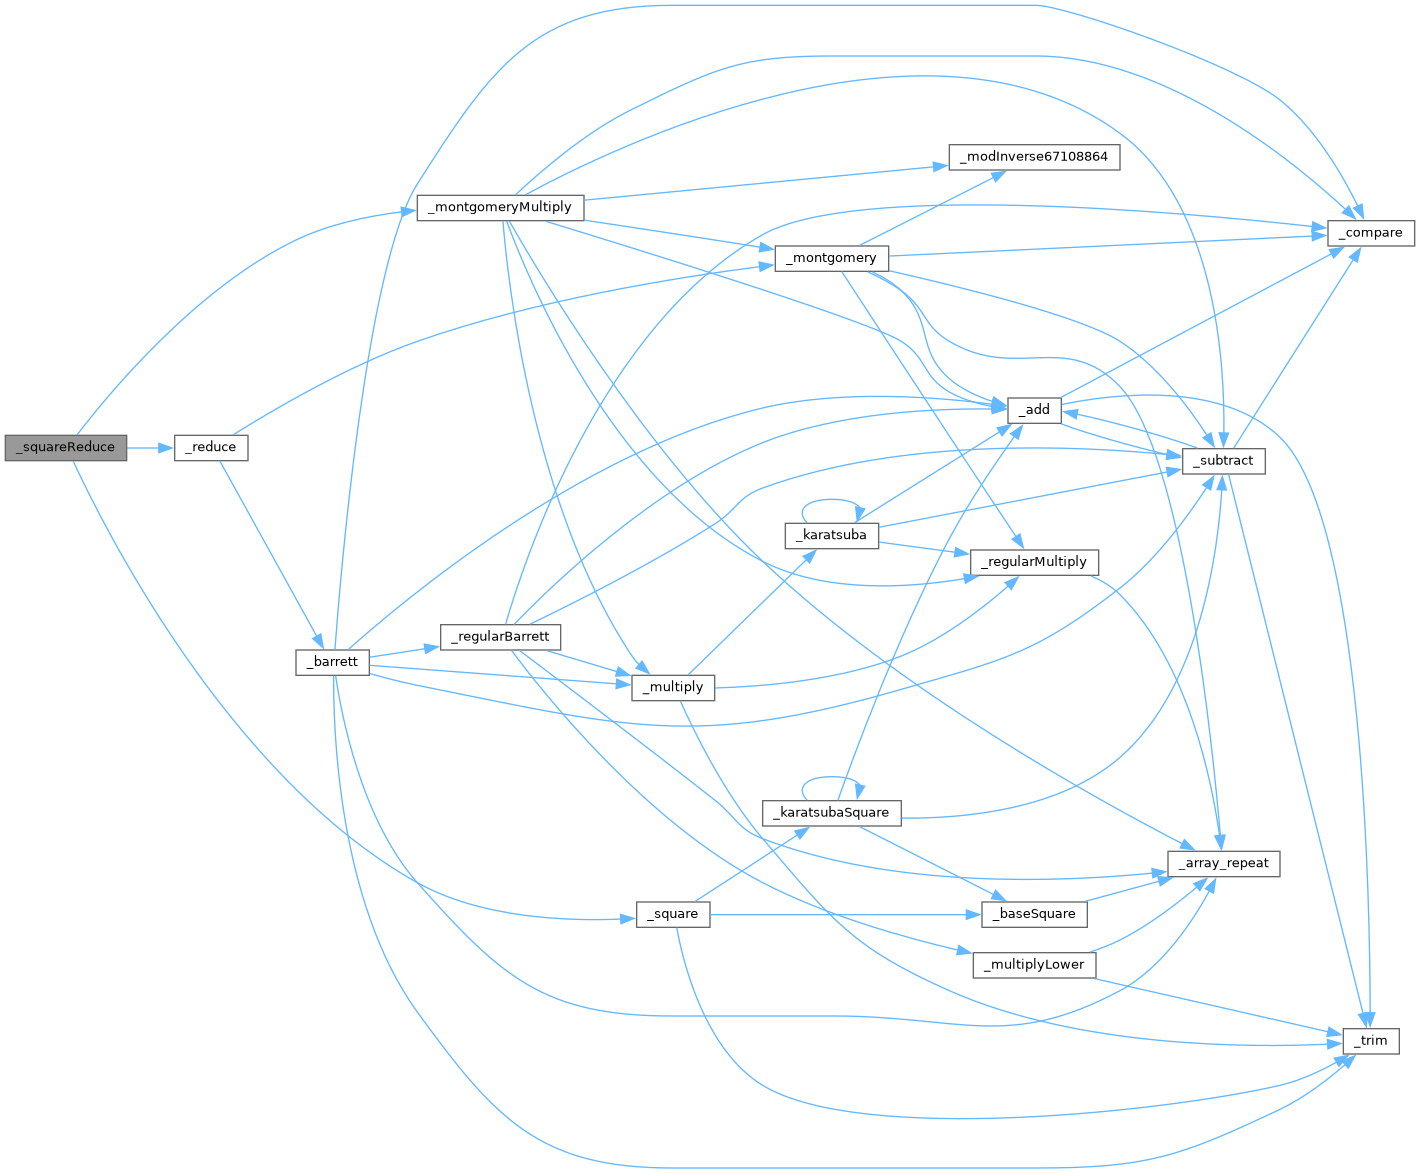 _modInverse67108864
_montgomeryMultiply
_compare
_montgomery
_add
_squareReduce
_reduce
_subtract
_karatsuba
_regularMultiply
_regularBarrett
_barrett
_multiply
_karatsubaSquare
_array_repeat
_square
_baseSquare
_multiplyLower
_trim